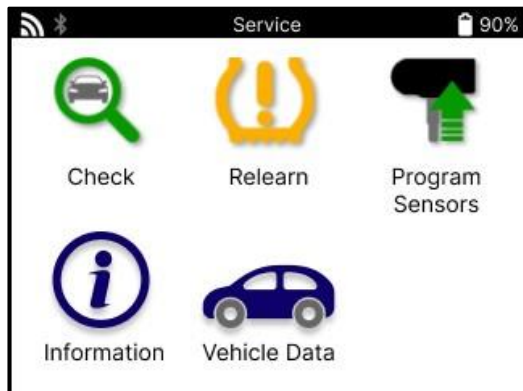 Service
90%
Check
Relearn
Program
Sensors
Information
Vehicle Data